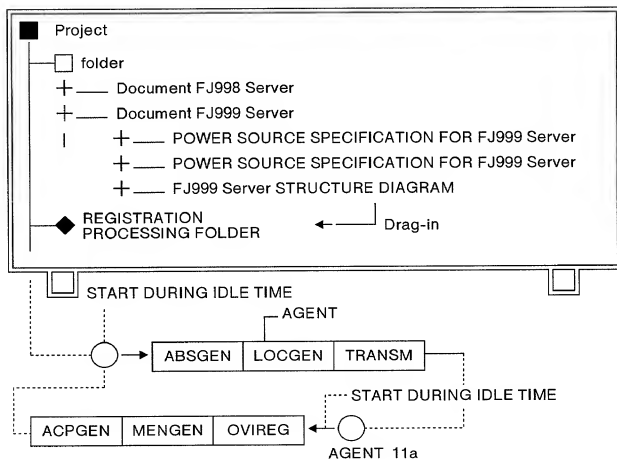 Project
folder
Document FJ998 Server
Document FJ999 Server
POWER SOURCE SPECIFICATION FOR FJ999 Server
POWER SOURCE SPECIFICATION FOR FJ999 Server
FJ999 Server STRUCTURE DIAGRAM
REGISTRATION
PROCESSING FOLDER
Drag-in
START DURING IDLE TIME
AGENT
ABSGEN LOCGEN TRANSM
START DURING IDLE TIME
ACPGEN MENGEN OVIREG
AGENT 11a